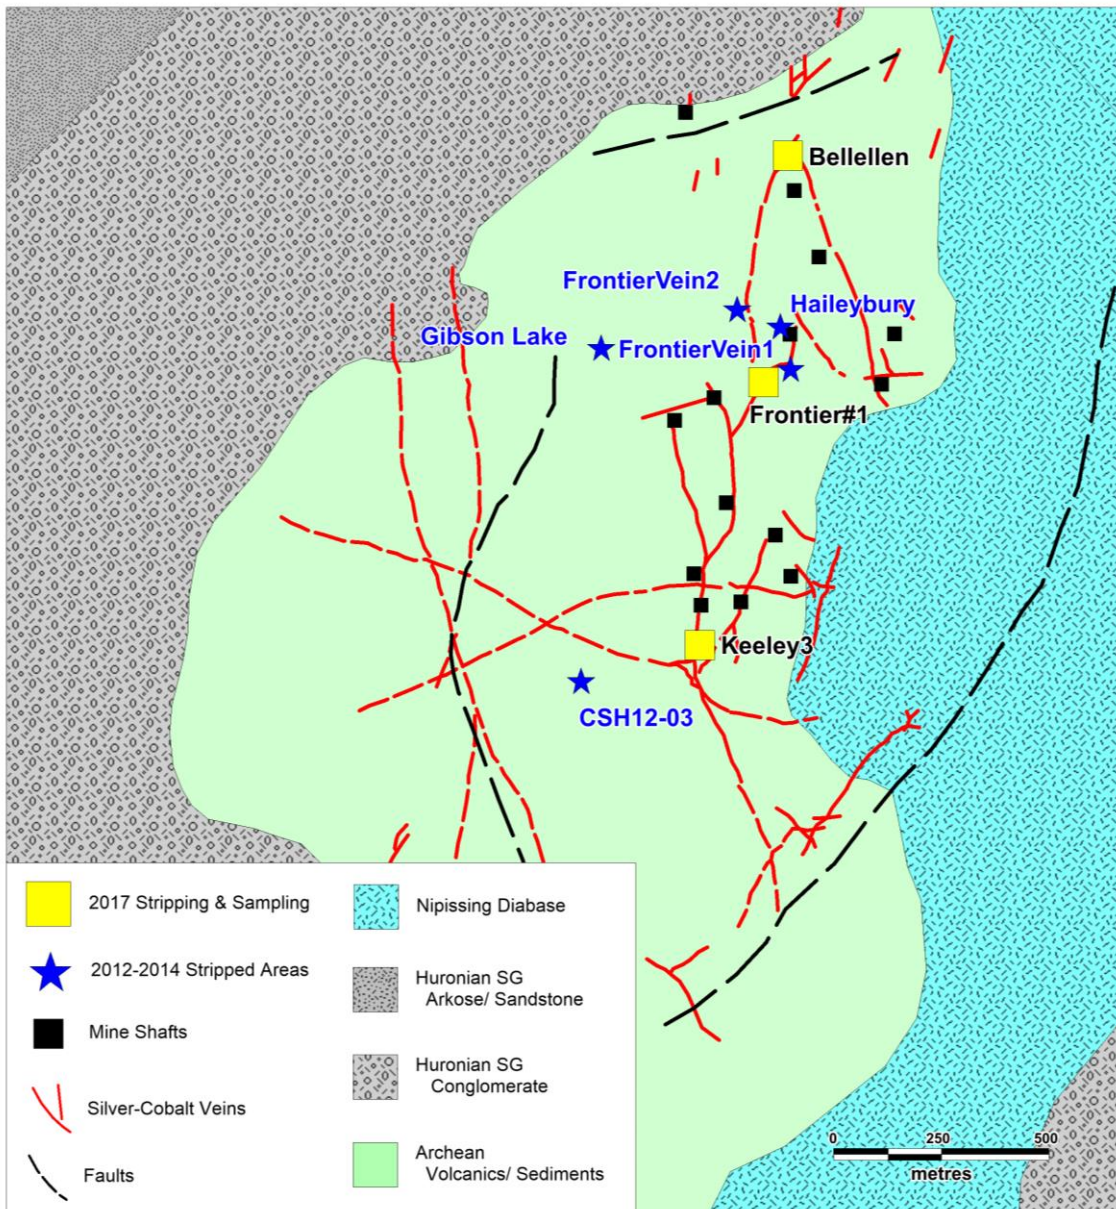 Bellellen
FrontierVein2
Haileybury
Gibson Lake
FrontierVein1
Frontier#1
Keeley3
CSH12-03
2017 Stripping & Sampling
2012-2014 Stripped Areas
Mine Shafts
Silver-Cobalt Veins
Faults
Nipissing Diabase
Huronian SG
Arkose/ Sandstone
Huronian SG
Conglomerate
Archean
Volcanics/ Sediments
0 250 500
metres